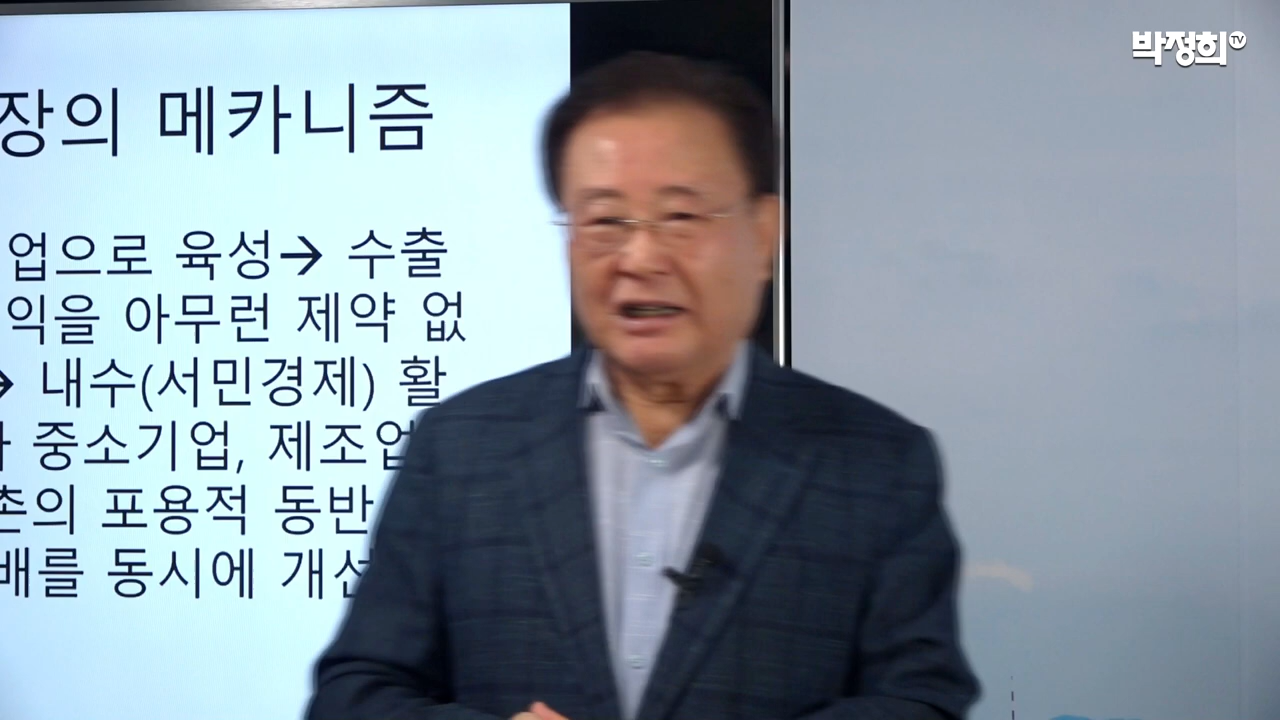 박정희TV
장의 메카니즘
업으로 육성→ 수출
익을 아무런 제약 없
→ 내수(서민경제) 활
중소기업, 제조업
촌의 포용적 동반
배를 동시에 개선